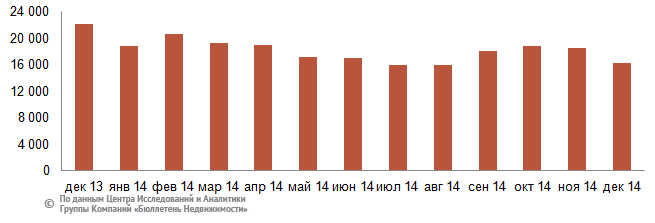 24 000
20 000
16 000
12 000
8 000
4 000
0
дек 13 янв 14 фев 14 мар 14 апр 14 май 14 июн 14 июл 14 авг 14 сен 14 окт 14 ноя 14 дек 14
© По данным Центра Исследований и Аналитики
Группы Компаний «Бюллетень Недвижимости»